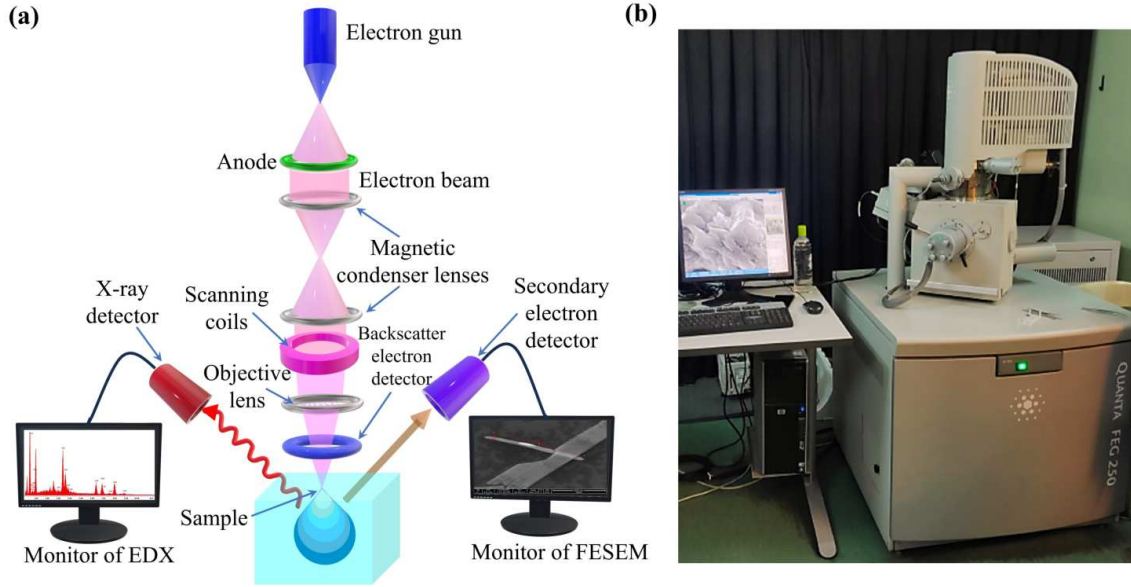 (a)
Electron gun
Anode
Electron beam
Magnetic
condenser lenses
X-ray
detector
Scanning
coils
Secondary
electron
detector
Backscatter
electron
detector
Objective
lens
Sample
Monitor of EDX
Monitor of FESEM
(b)
QUANTA FEG 250